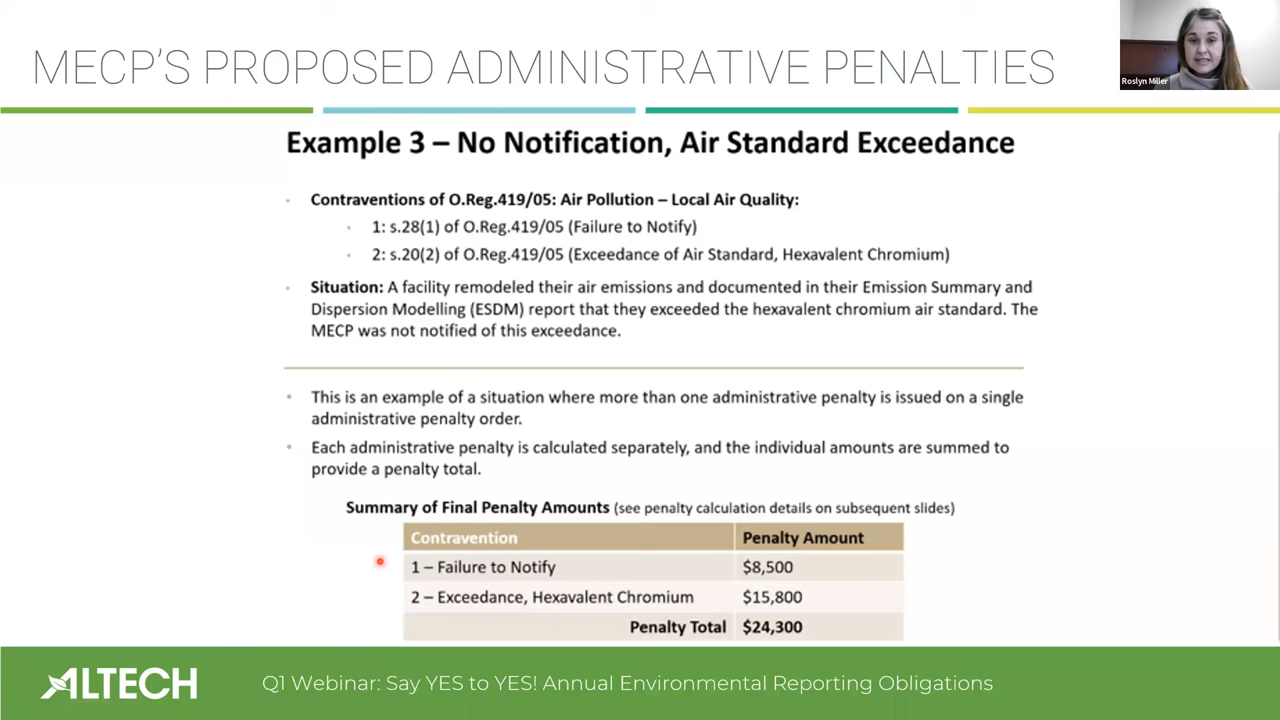 MECP'S PROPOSED ADMINISTRATIVE PENALTIES
Roslyn Miller
Example 3 – No Notification, Air Standard Exceedance
Contraventions of O.Reg.419/05: Air Pollution – Local Air Quality:
1: s.28(1) of O.Reg.419/05 (Failure to Notify)
2: s.20(2) of O.Reg.419/05 (Exceedance of Air Standard, Hexavalent Chromium)
Situation: A facility remodeled their air emissions and documented in their Emission Summary and
Dispersion Modelling (ESDM) report that they exceeded the hexavalent chromium air standard. The
MECP was not notified of this exceedance.
This is an example of a situation where more than one administrative penalty is issued on a single
administrative penalty order.
Each administrative penalty is calculated separately, and the individual amounts are summed to
provide a penalty total.
Summary of Final Penalty Amounts (see penalty calculation details on subsequent slides)
Contravention Penalty Amount
1 – Failure to Notify $8,500
2 – Exceedance, Hexavalent Chromium $15,800
Penalty Total $24,300
ALTECH
Q1 Webinar: Say YES to YES! Annual Environmental Reporting Obligations